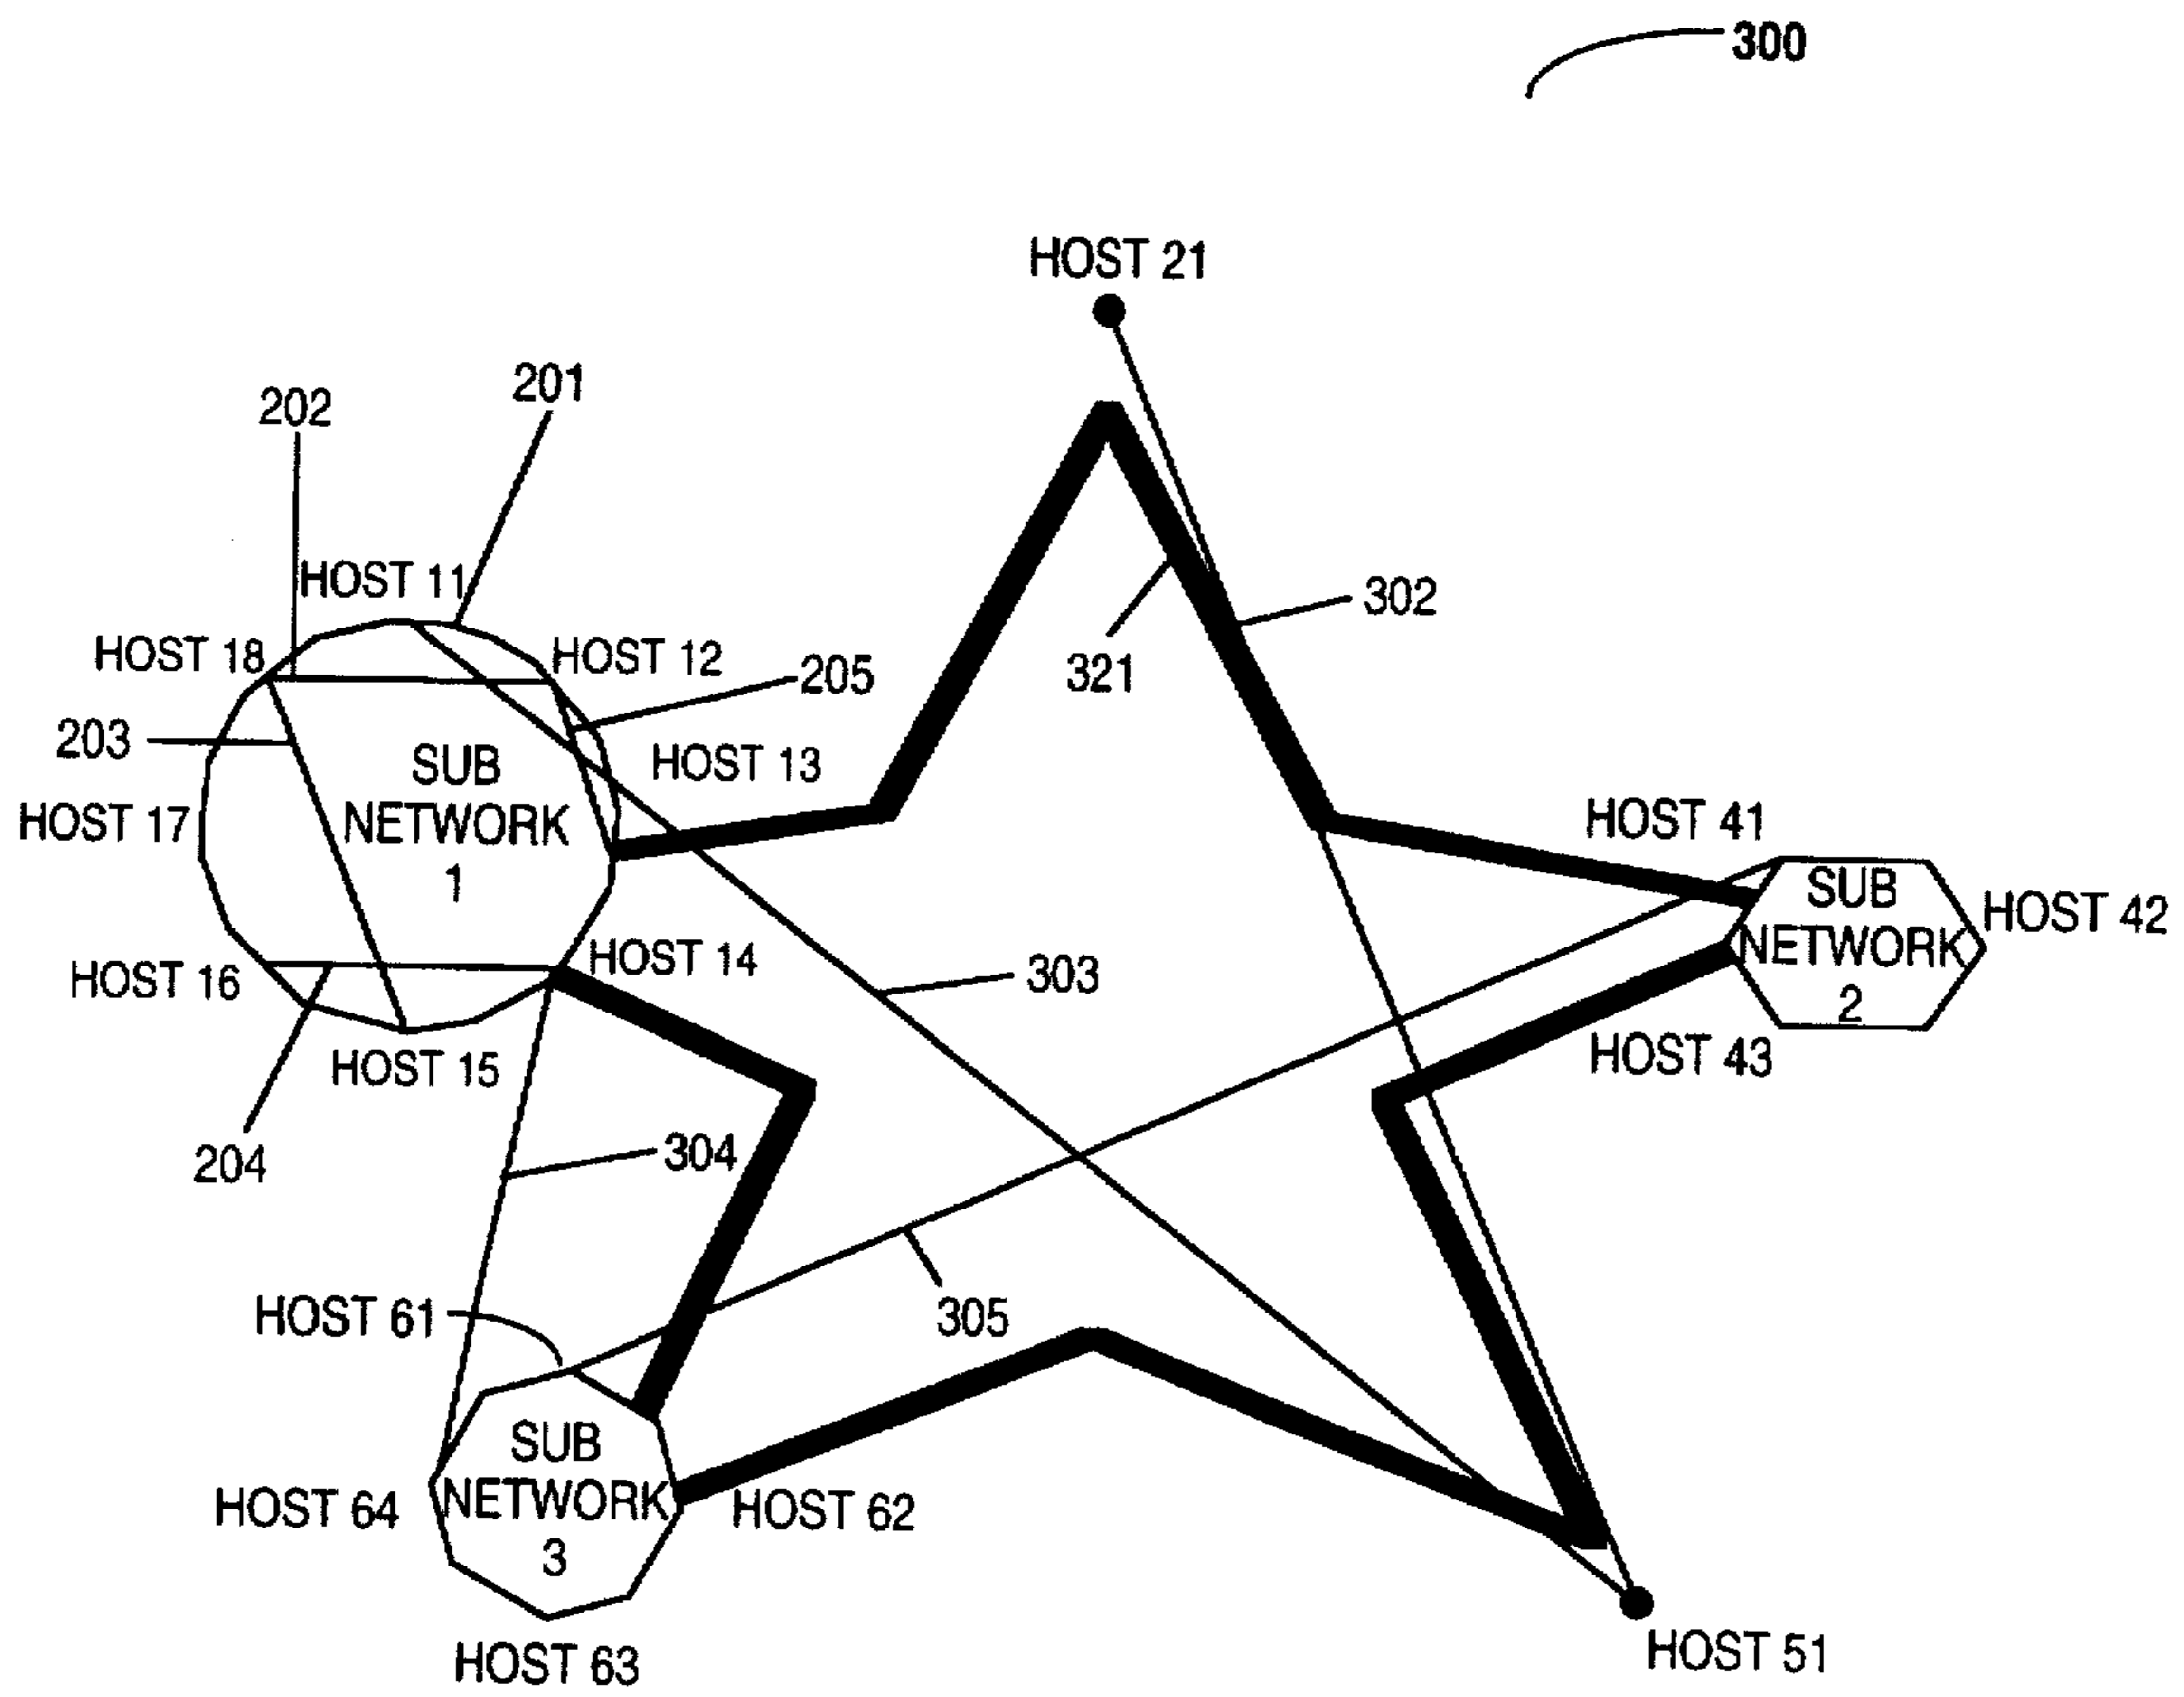 300
HOST 21
201
202
HOST 11
302
HOST 18
HOST 12
205
321
203
SUB
NETWORK
1
HOST 13
HOST 17
HOST 41
SUB
NETWORK
2
HOST 42
HOST 14
HOST 16
303
HOST 15
HOST 43
204
304
HOST 61
305
SUB
NETWORK
3
HOST 64
HOST 62
HOST 63
HOST 51